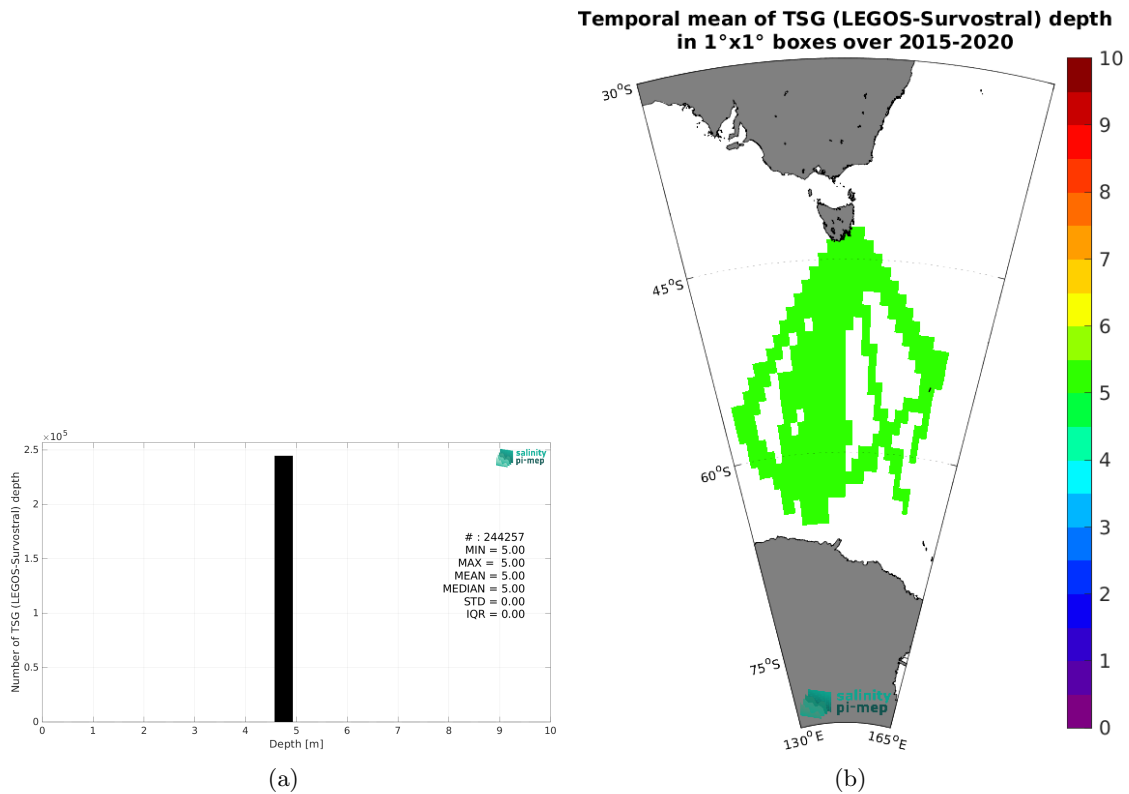 ×10⁵
2.5
2
1.5
1
0.5
0
Number of TSG (LEGOS-Survostral) depth
salinity
pi-mep
# : 244257
MIN = 5.00
MAX = 5.00
MEAN = 5.00
MEDIAN = 5.00
STD = 0.00
IQR = 0.00
0 1 2 3 4 5 6 7 8 9 10
Depth [m]
(a)
Temporal mean of TSG (LEGOS-Survostral) depth
in 1°x1° boxes over 2015-2020
30°S
45°S
60°S
75°S
130°E
165°E
salinity
pi-mep
10
9
8
7
6
5
4
3
2
1
0
(b)